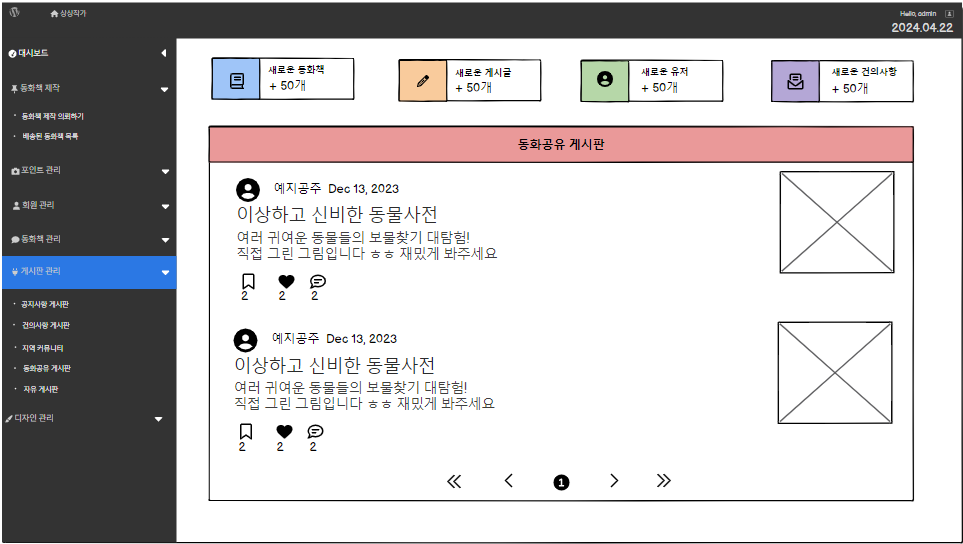 상상작가
Hello, admin
2024.04.22
대시보드
동화책 제작
· 동화책 제작 의뢰하기
· 배송된 동화책 목록
포인트 관리
회원 관리
동화책 관리
게시판 관리
· 공지사항 게시판
· 건의사항 게시판
· 지역 커뮤니티
· 동화공유 게시판
· 자유 게시판
디자인 관리
새로운 동화책
+ 50개
새로운 게시글
+ 50개
새로운 유저
+ 50개
새로운 건의사항
+ 50개
동화공유 게시판
예지공주 Dec 13, 2023
이상하고 신비한 동물사전
여러 귀여운 동물들의 보물찾기 대탐험!
직접 그린 그림입니다 ㅎㅎ 재밌게 봐주세요
2 2 2
예지공주 Dec 13, 2023
이상하고 신비한 동물사전
여러 귀여운 동물들의 보물찾기 대탐험!
직접 그린 그림입니다 ㅎㅎ 재밌게 봐주세요
2 2 2
1